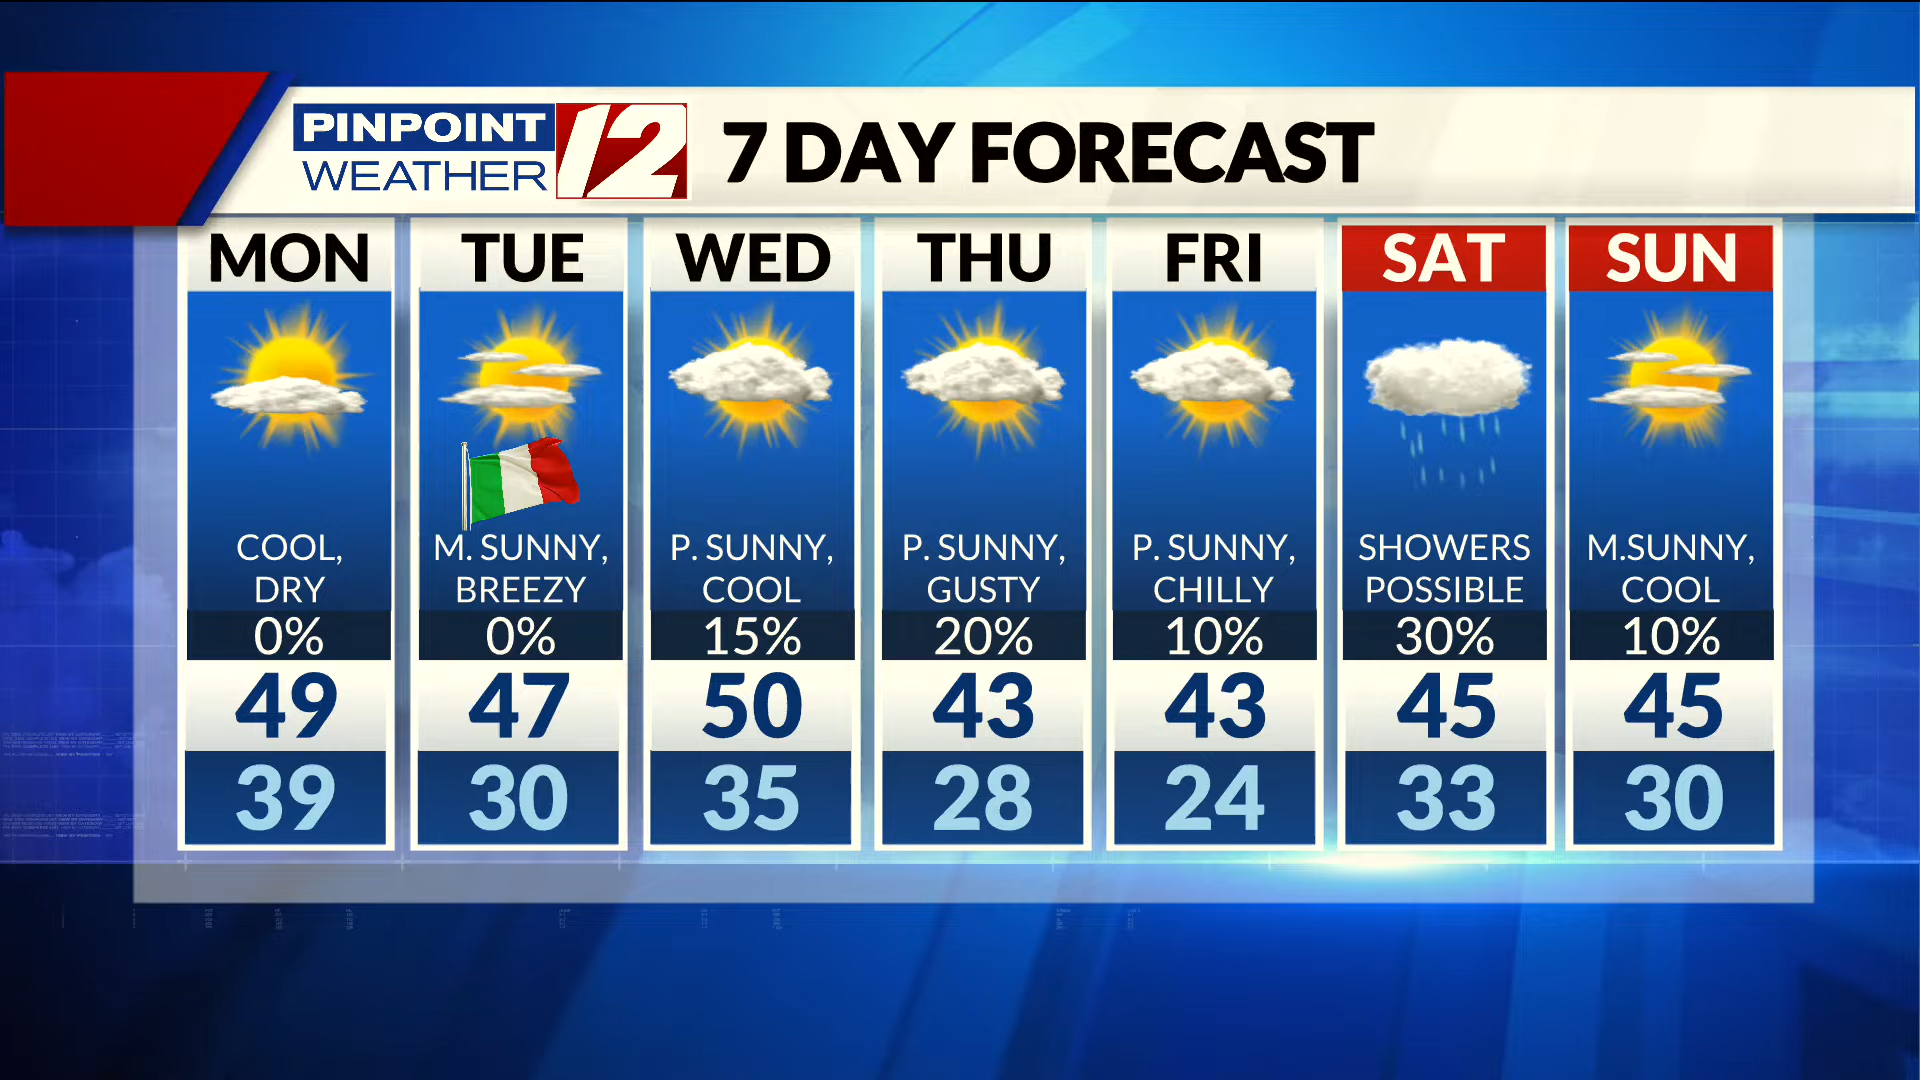 PINPOINT
WEATHER
12
7 DAY FORECAST
MON
COOL,
DRY
0%
49
39
TUE
M. SUNNY,
BREEZY
0%
47
30
WED
P. SUNNY,
COOL
15%
50
35
THU
P. SUNNY,
GUSTY
20%
43
28
FRI
P. SUNNY,
CHILLY
10%
43
24
SAT
SHOWERS
POSSIBLE
30%
45
33
SUN
M.SUNNY,
COOL
10%
45
30